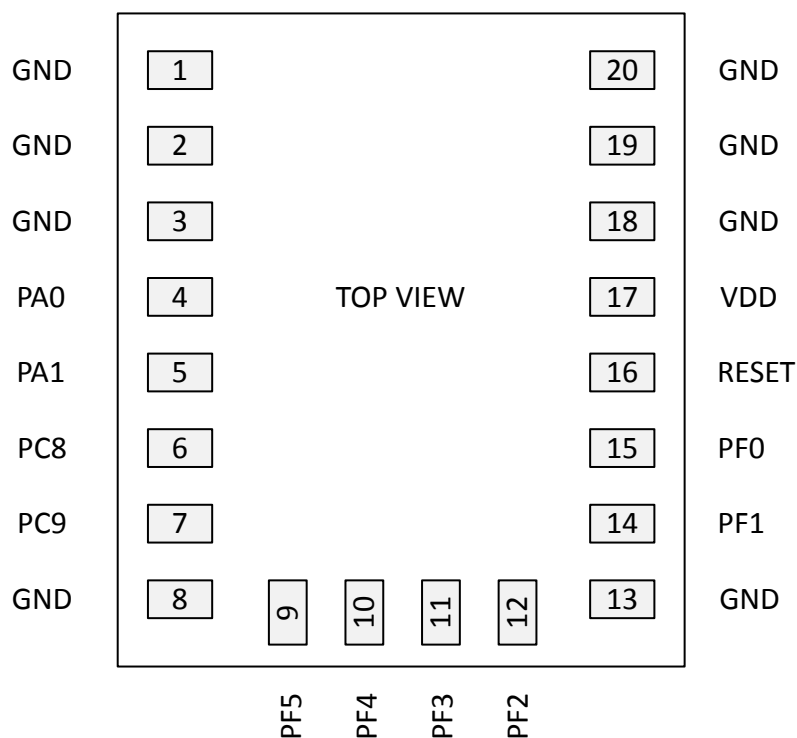 GND 1 20 GND
GND 2 19 GND
GND 3 18 GND
PA0 4 TOP VIEW 17 VDD
PA1 5 16 RESET
PC8 6 15 PF0
PC9 7 14 PF1
GND 8 9 10 11 12 13 GND
PF5 PF4 PF3 PF2